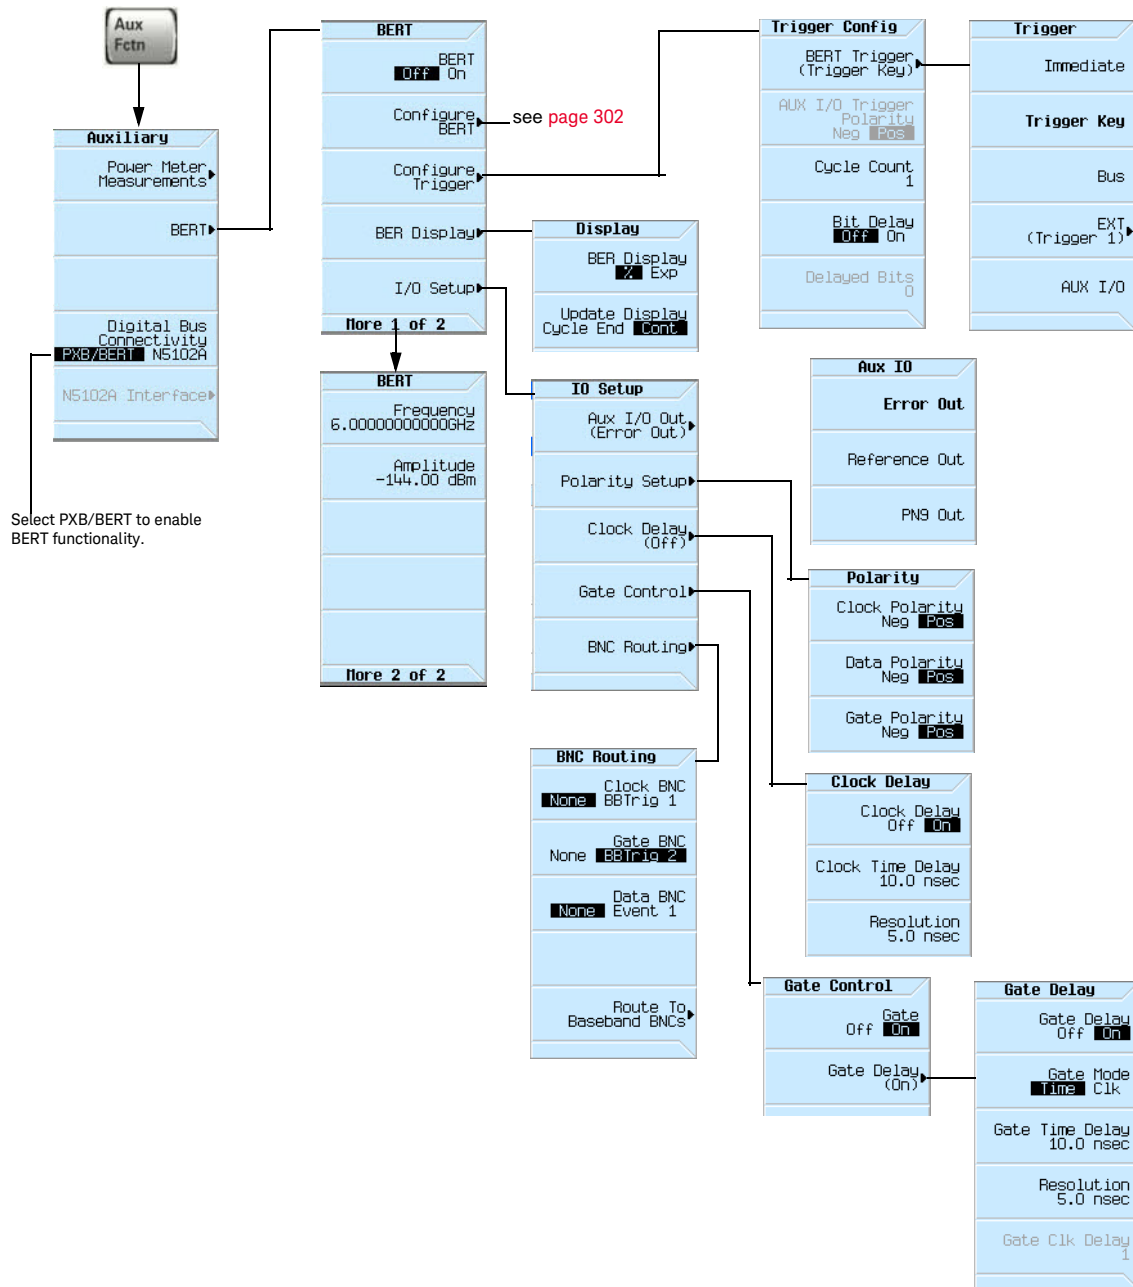 Aux
Fctn
Auxiliary
Power Meter
Measurements
BERT
Digital Bus
Connectivity
PXB/BERT N5102A
N5102A Interface
Select PXB/BERT to enable
BERT functionality.
BERT
BERT
Off On
Configure
BERT
see page 302
Configure
Trigger
BER Display
I/O Setup
More 1 of 2
BERT
Frequency
6.00000000000GHz
Amplitude
-144.00 dBm
More 2 of 2
Display
BER Display
% Exp
Update Display
Cycle End Cont
IO Setup
Aux I/O Out
(Error Out)
Polarity Setup
Clock Delay
(Off)
Gate Control
BNC Routing
BNC Routing
Clock BNC
None BBTrig 1
Gate BNC
None BBTrig 2
Data BNC
None Event 1
Route To
Baseband BNCs
Trigger Config
BERT Trigger
(Trigger Key)
AUX I/O Trigger
Polarity
Neg Pos
Cycle Count
1
Bit Delay
Off On
Delayed Bits
0
Trigger
Immediate
Trigger Key
Bus
EXT
(Trigger 1)
AUX I/O
Aux IO
Error Out
Reference Out
PN9 Out
Polarity
Clock Polarity
Neg Pos
Data Polarity
Neg Pos
Gate Polarity
Neg Pos
Clock Delay
Clock Delay
Off On
Clock Time Delay
10.0 nsec
Resolution
5.0 nsec
Gate Control
Gate
Off On
Gate Delay
(On)
Gate Delay
Gate Delay
Off On
Gate Mode
Time Clk
Gate Time Delay
10.0 nsec
Resolution
5.0 nsec
Gate Clk Delay
1